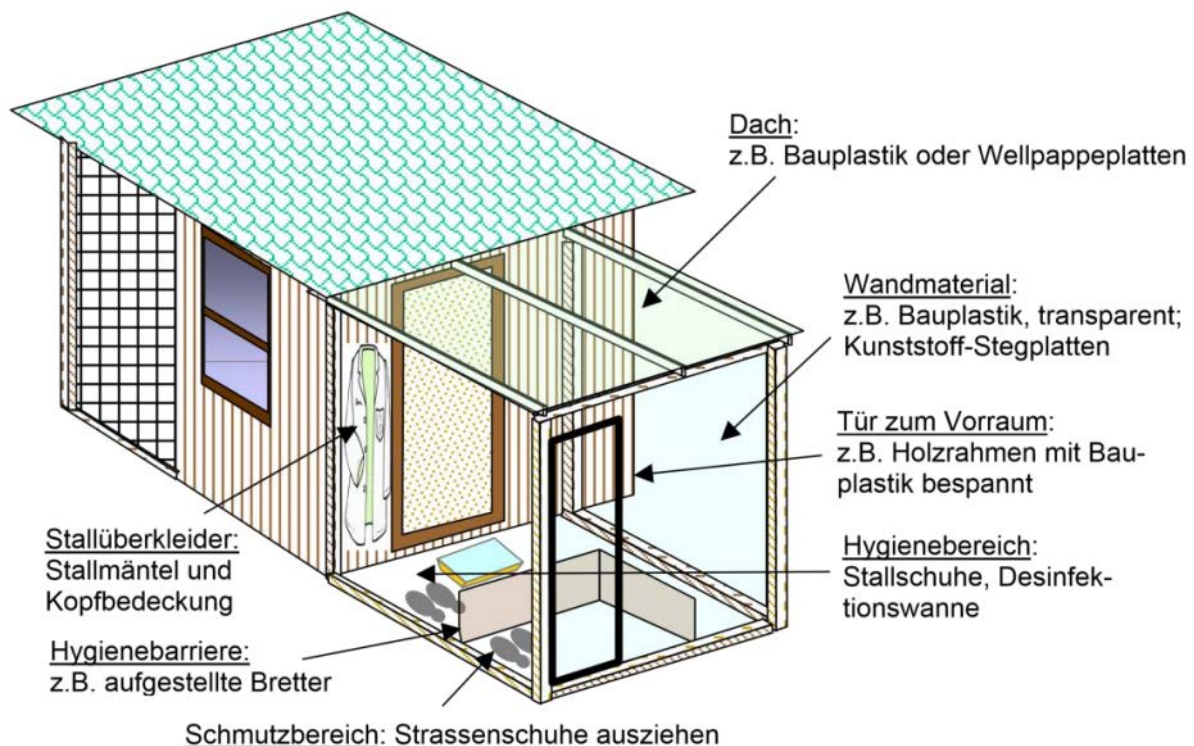 Dach:
z.B. Bauplastik oder Wellpappeplatten
Wandmaterial:
z.B. Bauplastik, transparent;
Kunststoff-Stegplatten
Tür zum Vorraum:
z.B. Holzrahmen mit Bau-
plastik bespannt
Hygienebereich:
Stallschuhe, Desinfek-
tionswanne
Stallüberkleider:
Stallmäntel und
Kopfbedeckung
Hygienebarriere:
z.B. aufgestellte Bretter
Schmutzbereich: Strassenschuhe ausziehen